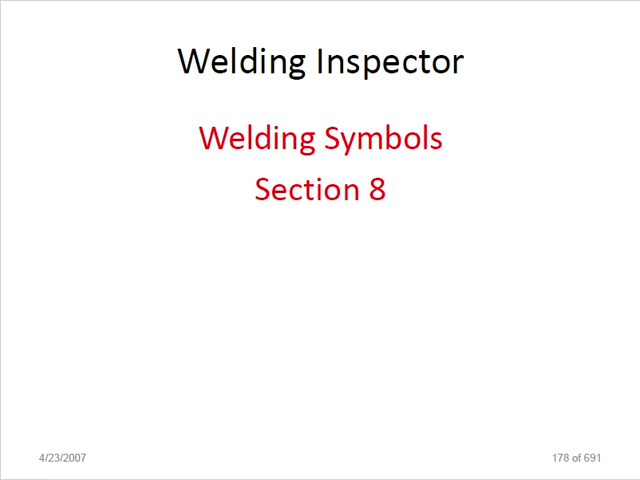 Welding Inspector
Welding Symbols
Section 8
4/23/2007
178 of 691